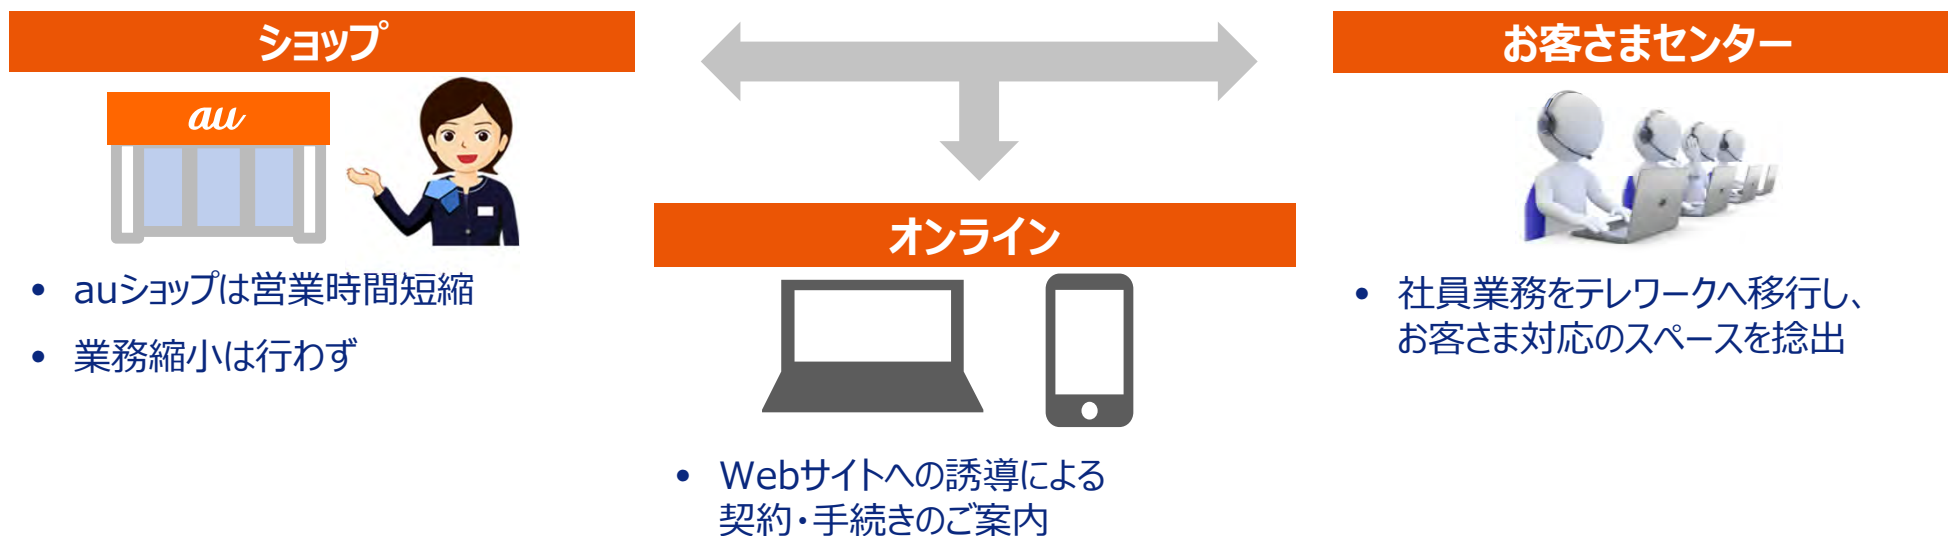 ショップ
au
• auショップは営業時間短縮
• 業務縮小は行わず
オンライン
• Webサイトへの誘導による
契約・手続きのご案内
お客さまセンター
• 社員業務をテレワークへ移行し、
お客さま対応のスペースを捻出